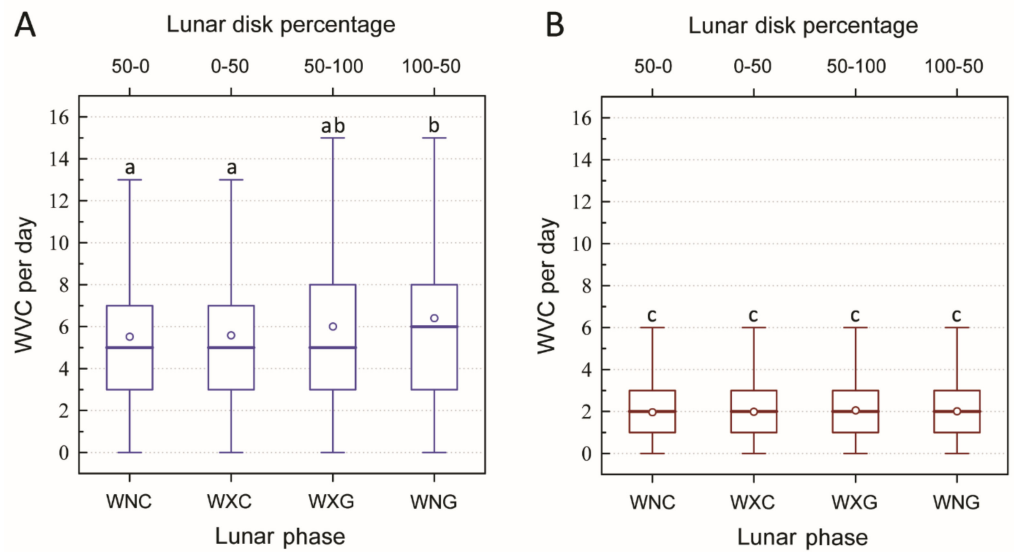 A
Lunar disk percentage
50-0 0-50 50-100 100-50
16
14
12
10
8
6
4
2
0
WVC per day
a a ab b
WNC WXC WXG WNG
Lunar phase
B
Lunar disk percentage
50-0 0-50 50-100 100-50
16
14
12
10
8
6
4
2
0
WVC per day
c c c c
WNC WXC WXG WNG
Lunar phase